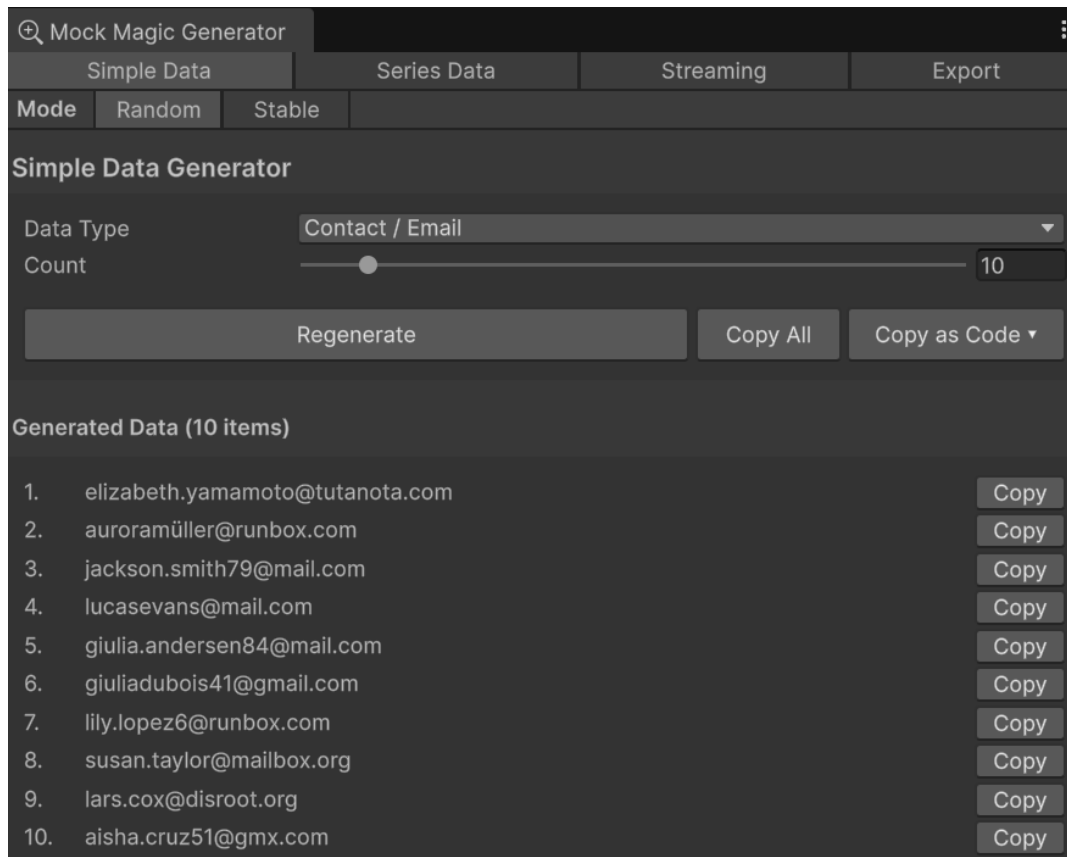 Mock Magic Generator
Simple Data Series Data Streaming Export
Mode Random Stable
Simple Data Generator
Data Type Contact / Email
Count 10
Regenerate Copy All Copy as Code
Generated Data (10 items)
1. elizabeth.yamamoto@tutanota.com Copy
2. auroramüller@runbox.com Copy
3. jackson.smith79@mail.com Copy
4. lucasevans@mail.com Copy
5. giulia.andersen84@mail.com Copy
6. giuliadubois41@gmail.com Copy
7. lily.lopez6@runbox.com Copy
8. susan.taylor@mailbox.org Copy
9. lars.cox@disroot.org Copy
10. aisha.cruz51@gmx.com Copy